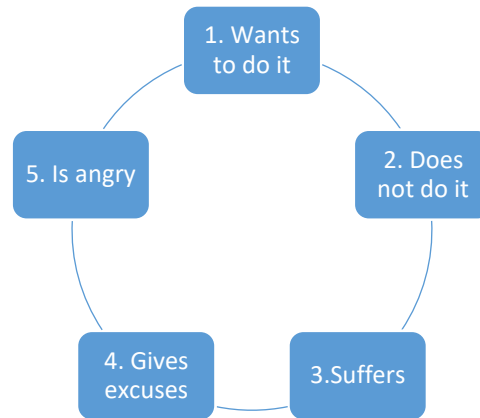 1. Wants
to do it
2. Does
not do it
3.Suffers
4. Gives
excuses
5. Is angry